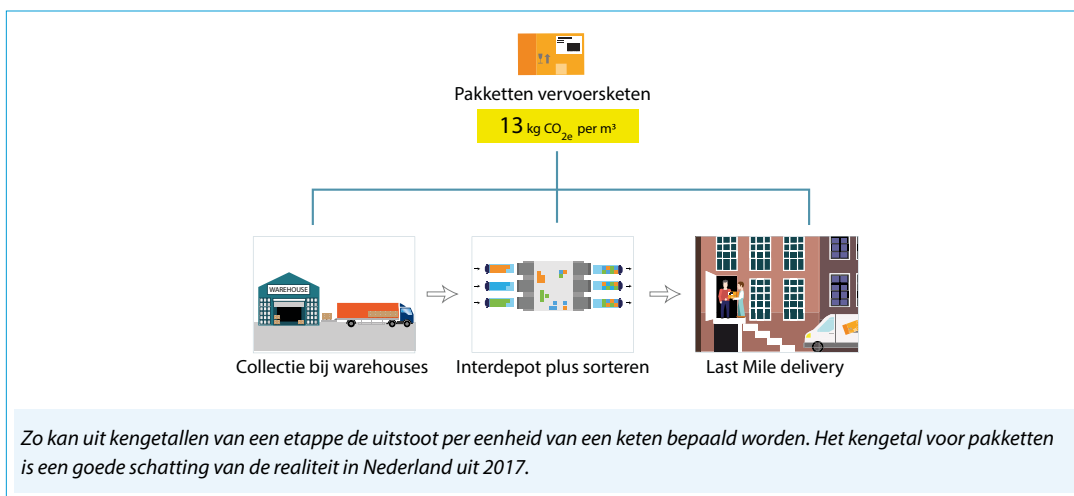 Pakketten vervoersketen
13 kg CO2e per m³
WAREHOUSE
Collectie bij warehouses
Interdepot plus sorteren
Last Mile delivery
Zo kan uit kengetallen van een etappe de uitstoot per eenheid van een keten bepaald worden. Het kengetal voor pakketten
is een goede schatting van de realiteit in Nederland uit 2017.